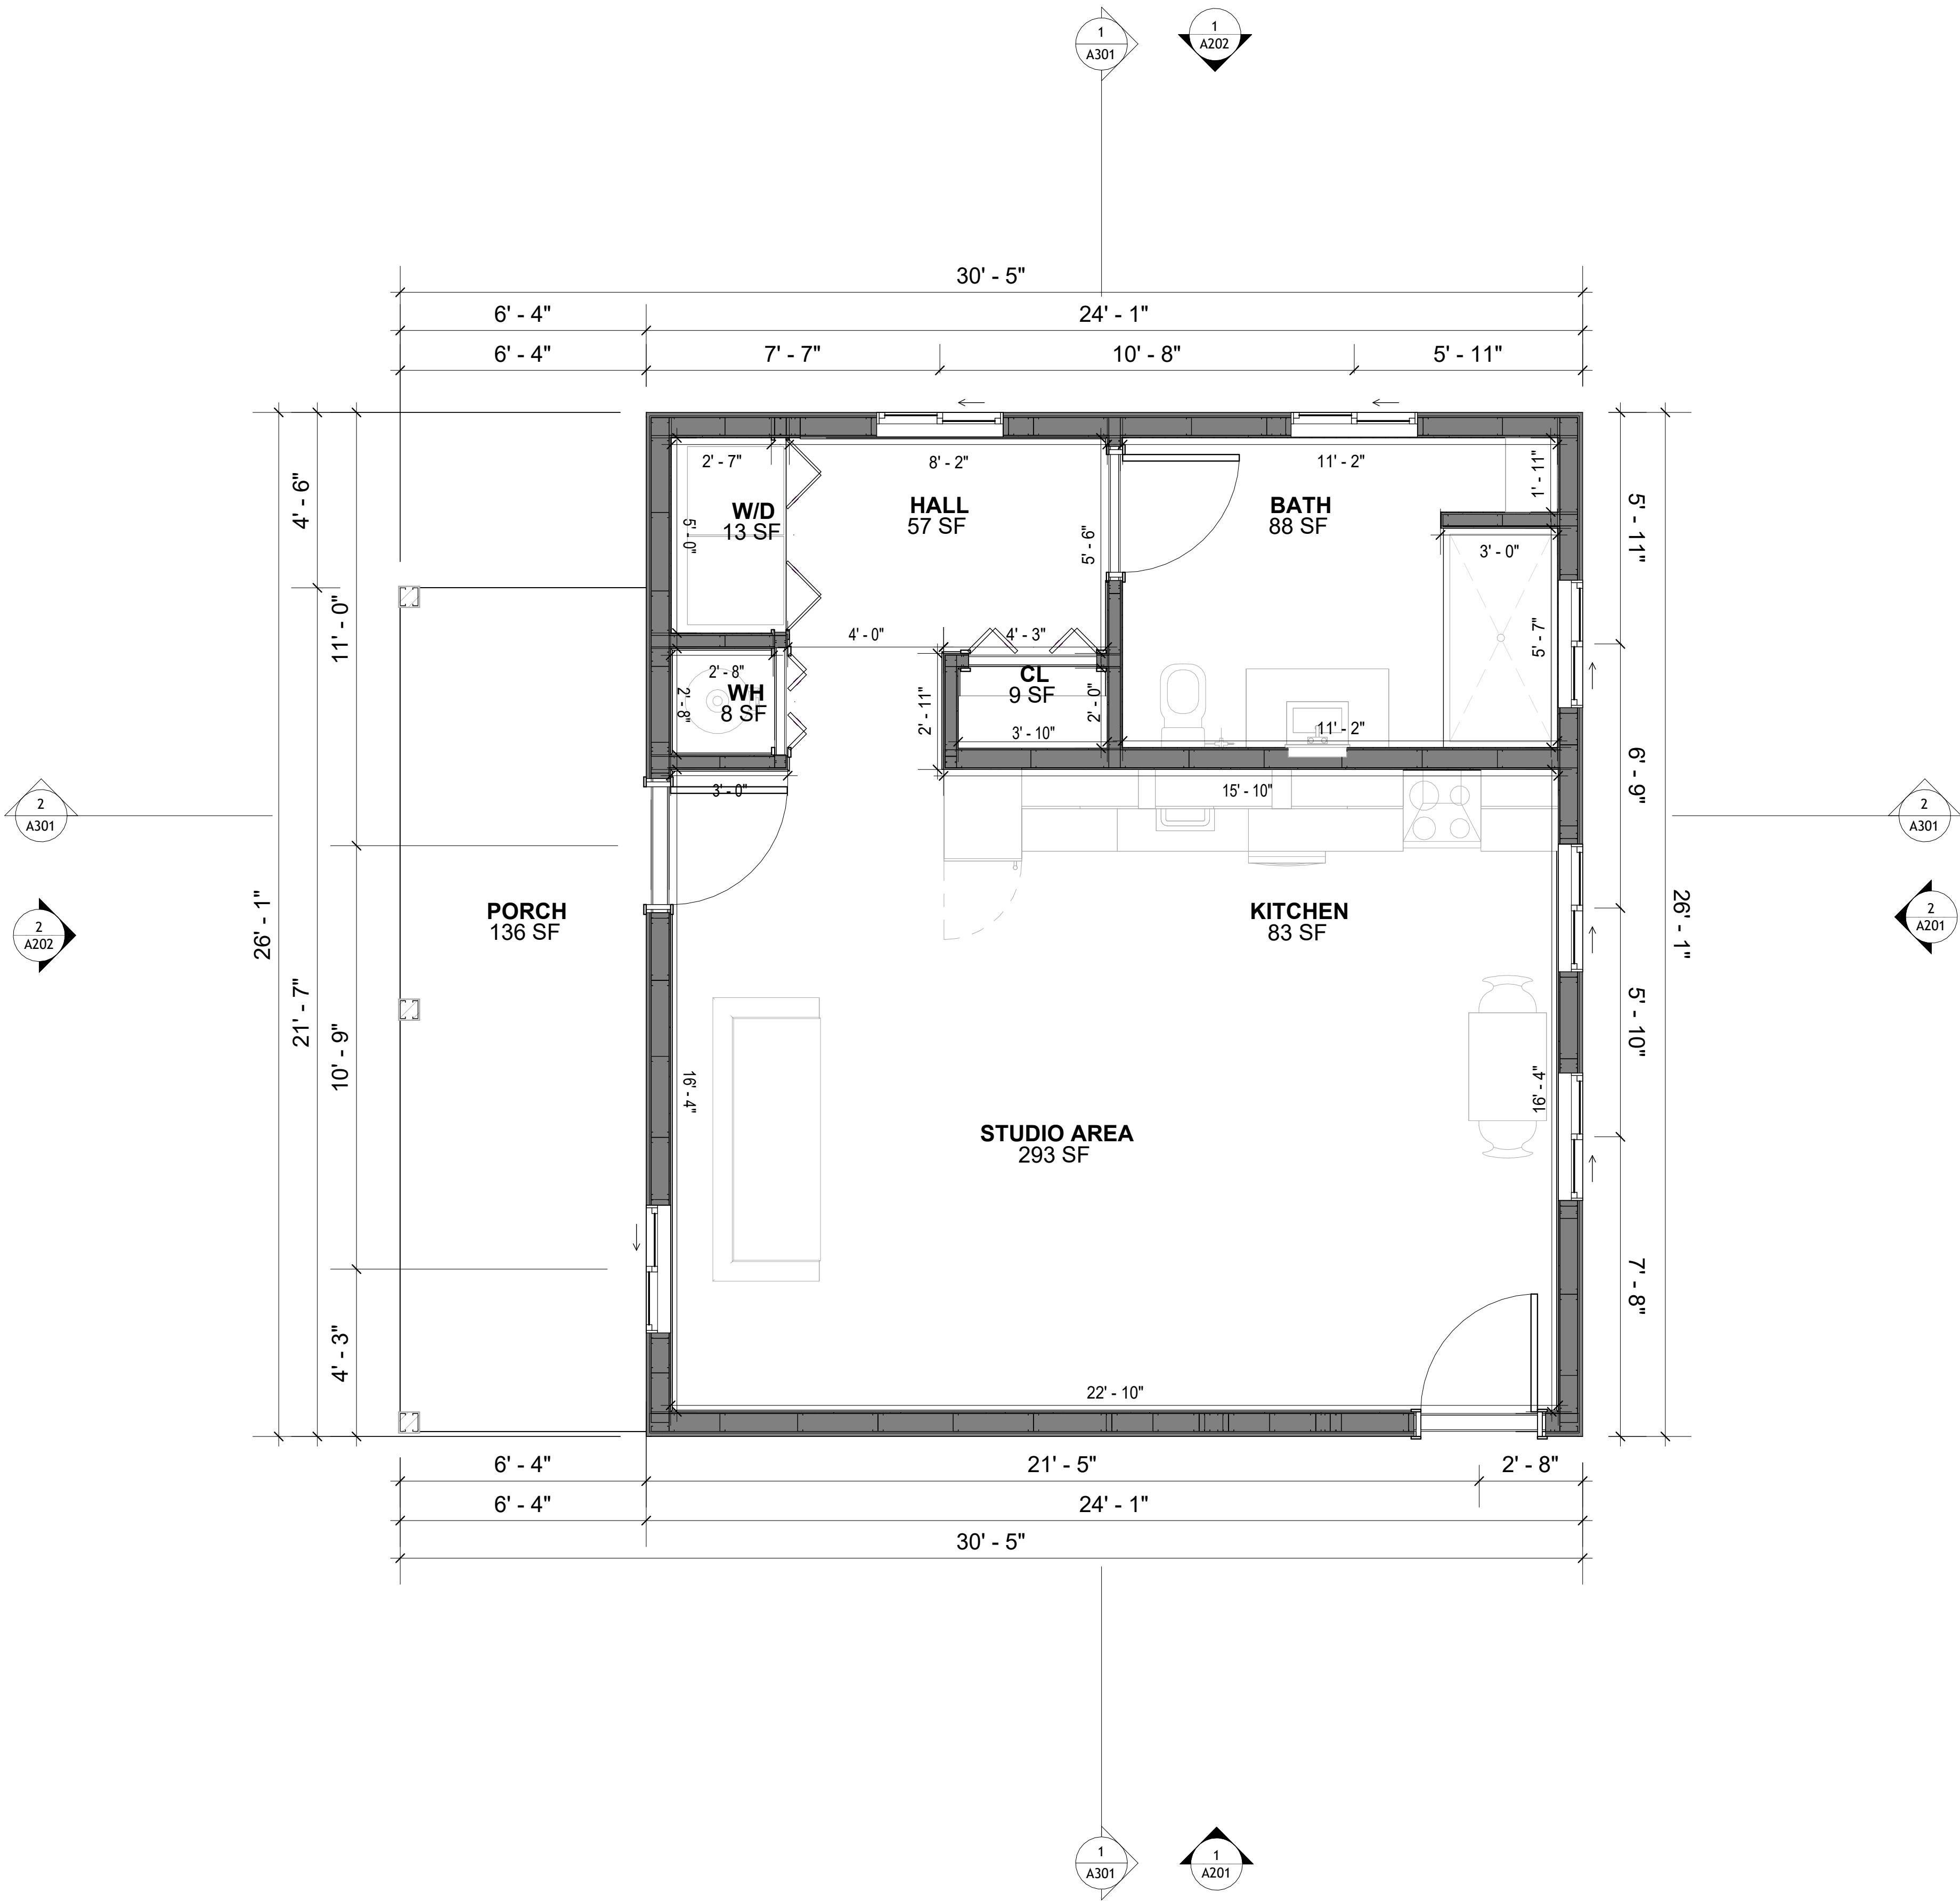 1
A301
1
A202
30' - 5"
6' - 4"
24' - 1"
6' - 4"
7' - 7"
10' - 8"
5' - 11"
2' - 7"
8' - 2"
11' - 2"
1' - 11"
4' - 6"
5' - 11"
W/D
13 SF
HALL
57 SF
BATH
88 SF
5' - 0"
5' - 6"
3' - 0"
11' - 0"
4' - 0"
4' - 3"
5' - 7"
2' - 8"
WH
8 SF
2' - 8"
CL
9 SF
2' - 11"
2' - 0"
3' - 10"
11' - 2"
3' - 0"
15' - 10"
6' - 9"
2
A301
2
A301
26' - 1"
PORCH
136 SF
KITCHEN
83 SF
26' - 1"
2
A202
2
A201
21' - 7"
10' - 9"
5' - 10"
16' - 4"
16' - 4"
STUDIO AREA
293 SF
7' - 8"
4' - 3"
22' - 10"
6' - 4"
21' - 5"
2' - 8"
6' - 4"
24' - 1"
30' - 5"
1
A301
1
A201